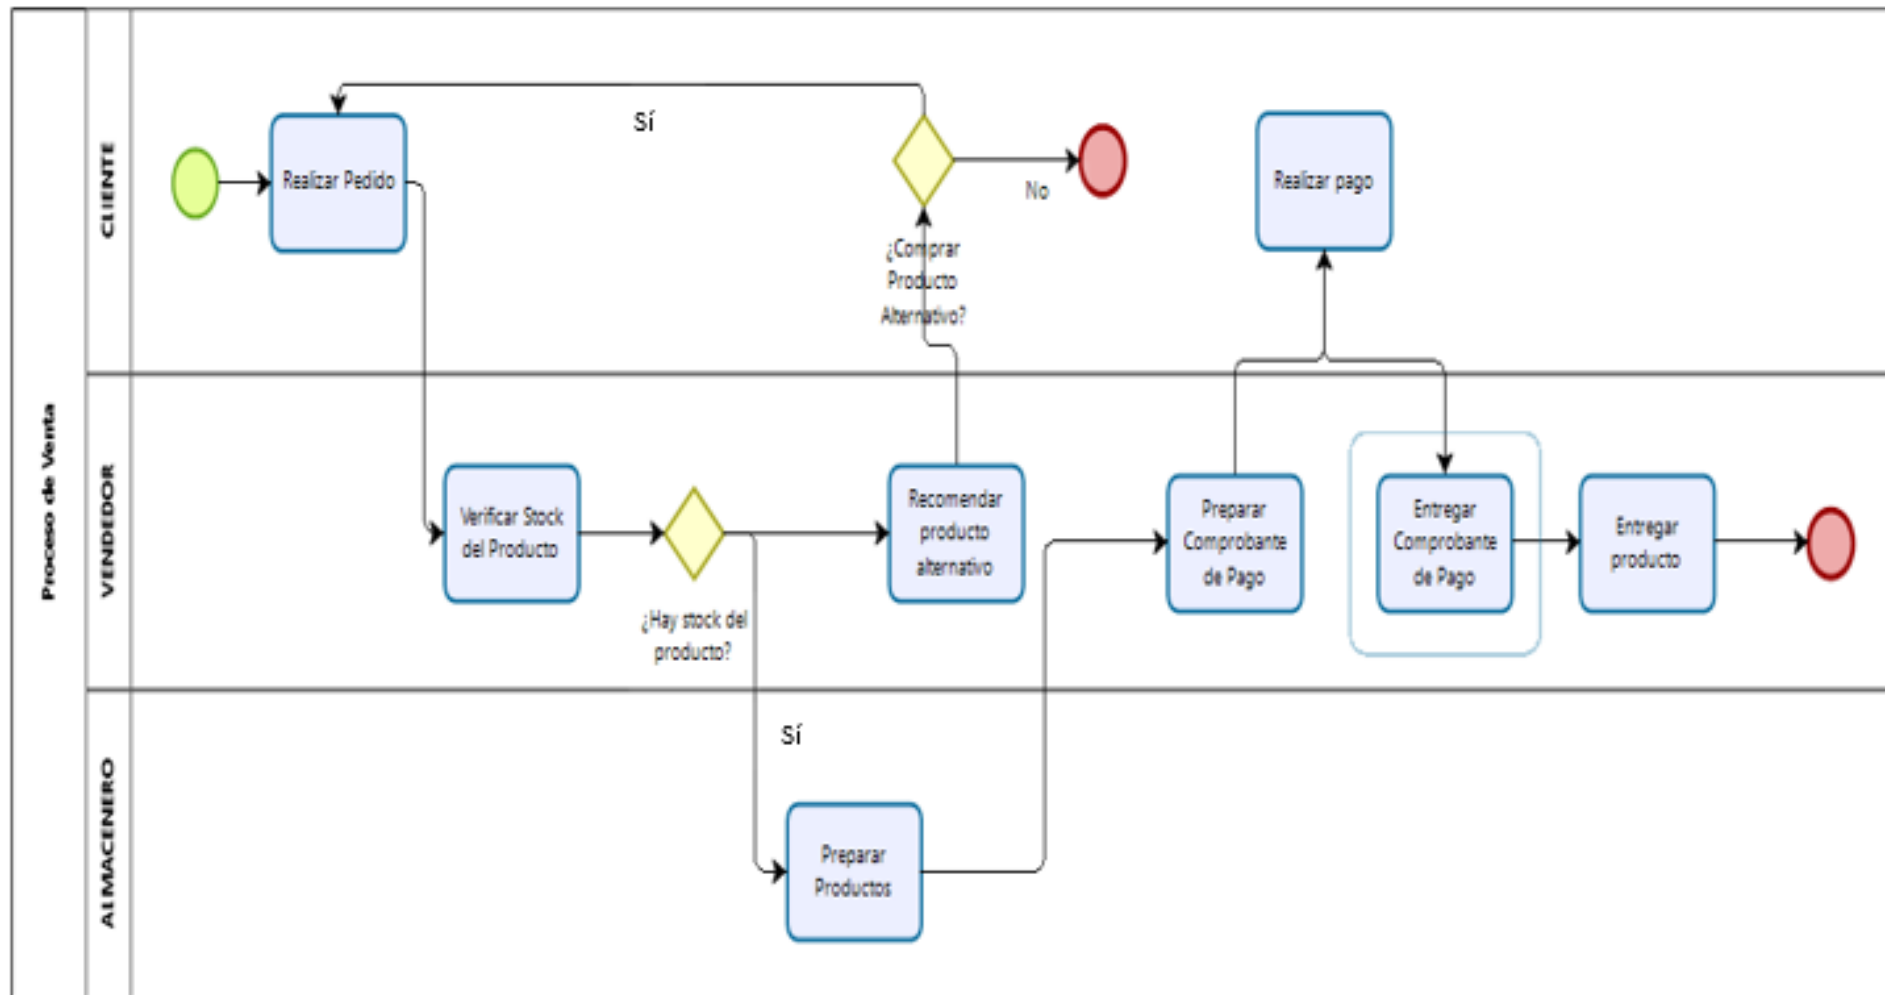 Proceso de Venta
CLIENTE
Realizar Pedido
Sí
¿Comprar
Producto
Alternativo?
No
Realizar pago
VENDEDOR
Verificar Stock
del Producto
¿Hay stock del
producto?
Recomendar
producto
alternativo
Preparar
Comprobante
de Pago
Entregar
Comprobante
de Pago
Entregar
producto
ALMACENERO
Sí
Preparar
Productos